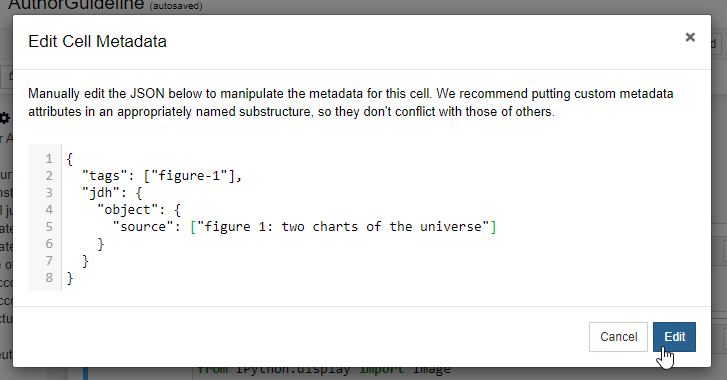 AuthorGuideline (autosaved)
Edit Cell Metadata ×
Manually edit the JSON below to manipulate the metadata for this cell. We recommend putting custom metadata
attributes in an appropriately named substructure, so they don't conflict with those of others.
1 {
2 "tags": ["figure-1"],
3 "jdh": {
4 "object": {
5 "source": ["figure 1: two charts of the universe"]
6 }
7 }
8 }
Cancel Edit
from IPython.display import Image